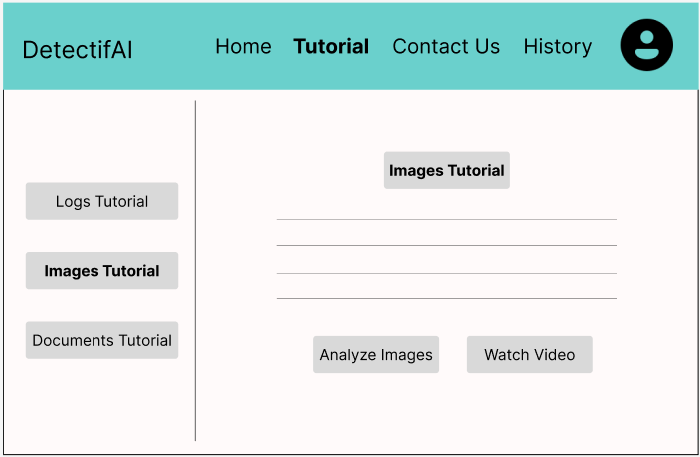 DetectifAI
Home Tutorial Contact Us History
Logs Tutorial
Images Tutorial
Documents Tutorial
Images Tutorial
Analyze Images Watch Video